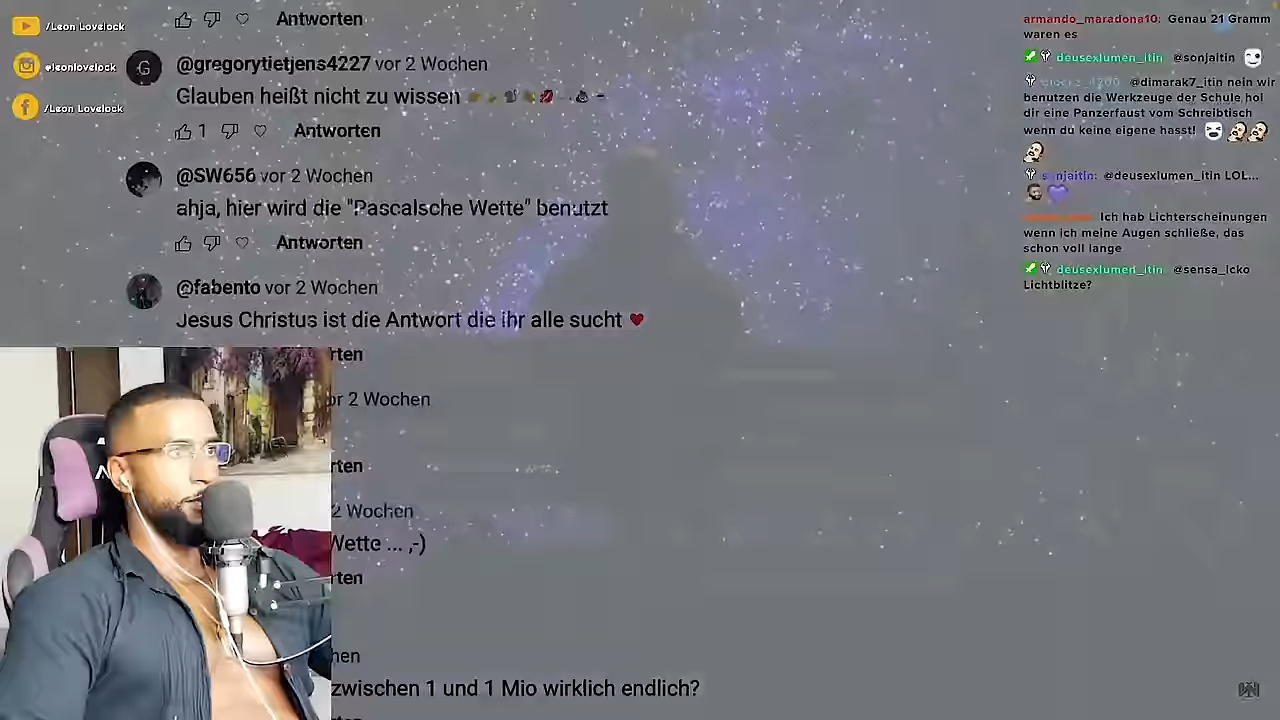 /Leon Lovelock
@leonlovelock
/Leon Lovelock
Antworten
@gregorytietjens4227 vor 2 Wochen
Glauben heißt nicht zu wissen
1 Antworten
@SW656 vor 2 Wochen
ahja, hier wird die "Pascalsche Wette" benutzt
Antworten
@fabento vor 2 Wochen
Jesus Christus ist die Antwort die ihr alle sucht
rten
or 2 Wochen
rten
2 Wochen
Wette ... ,-)
rten
hen
zwischen 1 und 1 Mio wirklich endlich?
armando_maradona10: Genau 21 Gramm
waren es
deusexlumen_itin @sonjaitin
@dimarak7_itin nein wir
benutzen die Werkzeuge der Schule hol
dir eine Panzerfaust vom Schreibtisch
wenn du keine eigene hasst!
sonjaitin: @deusexlumen_itin LOL...
Ich hab Lichterscheinungen
wenn ich meine Augen schließe, das
schon voll lange
deusexlumen_itin @sensa_icko
Lichtblitze?